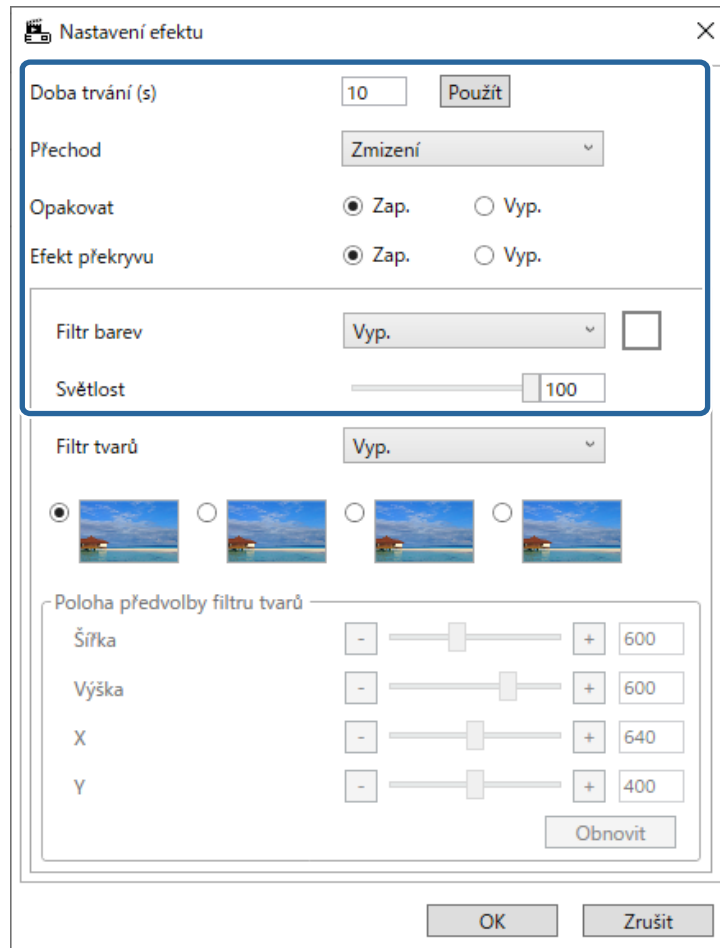 Nastavení efektu
Doba trvání (s) 10 Použít
Přechod Zmizení
Opakovat Zap. Vyp.
Efekt překryvu Zap. Vyp.
Filtr barev Vyp.
Světlost 100
Filtr tvarů Vyp.
Poloha předvolby filtru tvarů
Šířka - + 600
Výška - + 600
X - + 640
Y - + 400
Obnovit
OK Zrušit